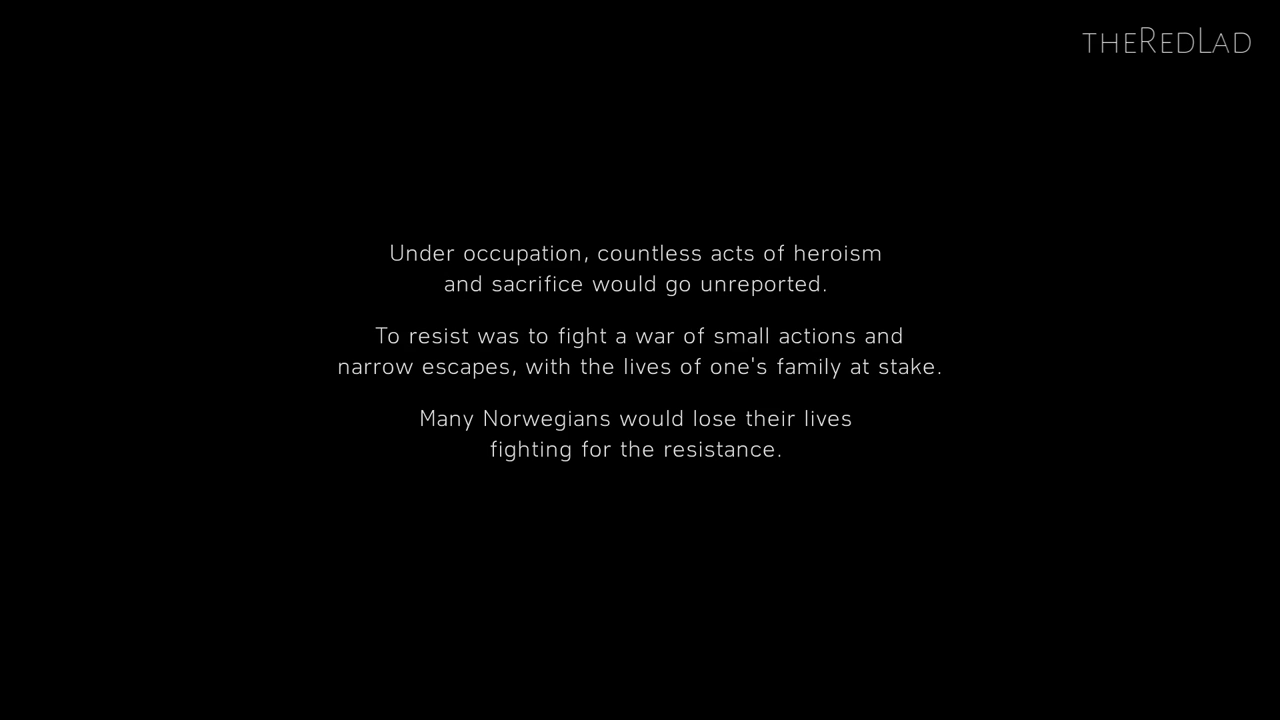 THEREDLAD
Under occupation, countless acts of heroism
and sacrifice would go unreported.
To resist was to fight a war of small actions and
narrow escapes, with the lives of one's family at stake.
Many Norwegians would lose their lives
fighting for the resistance.